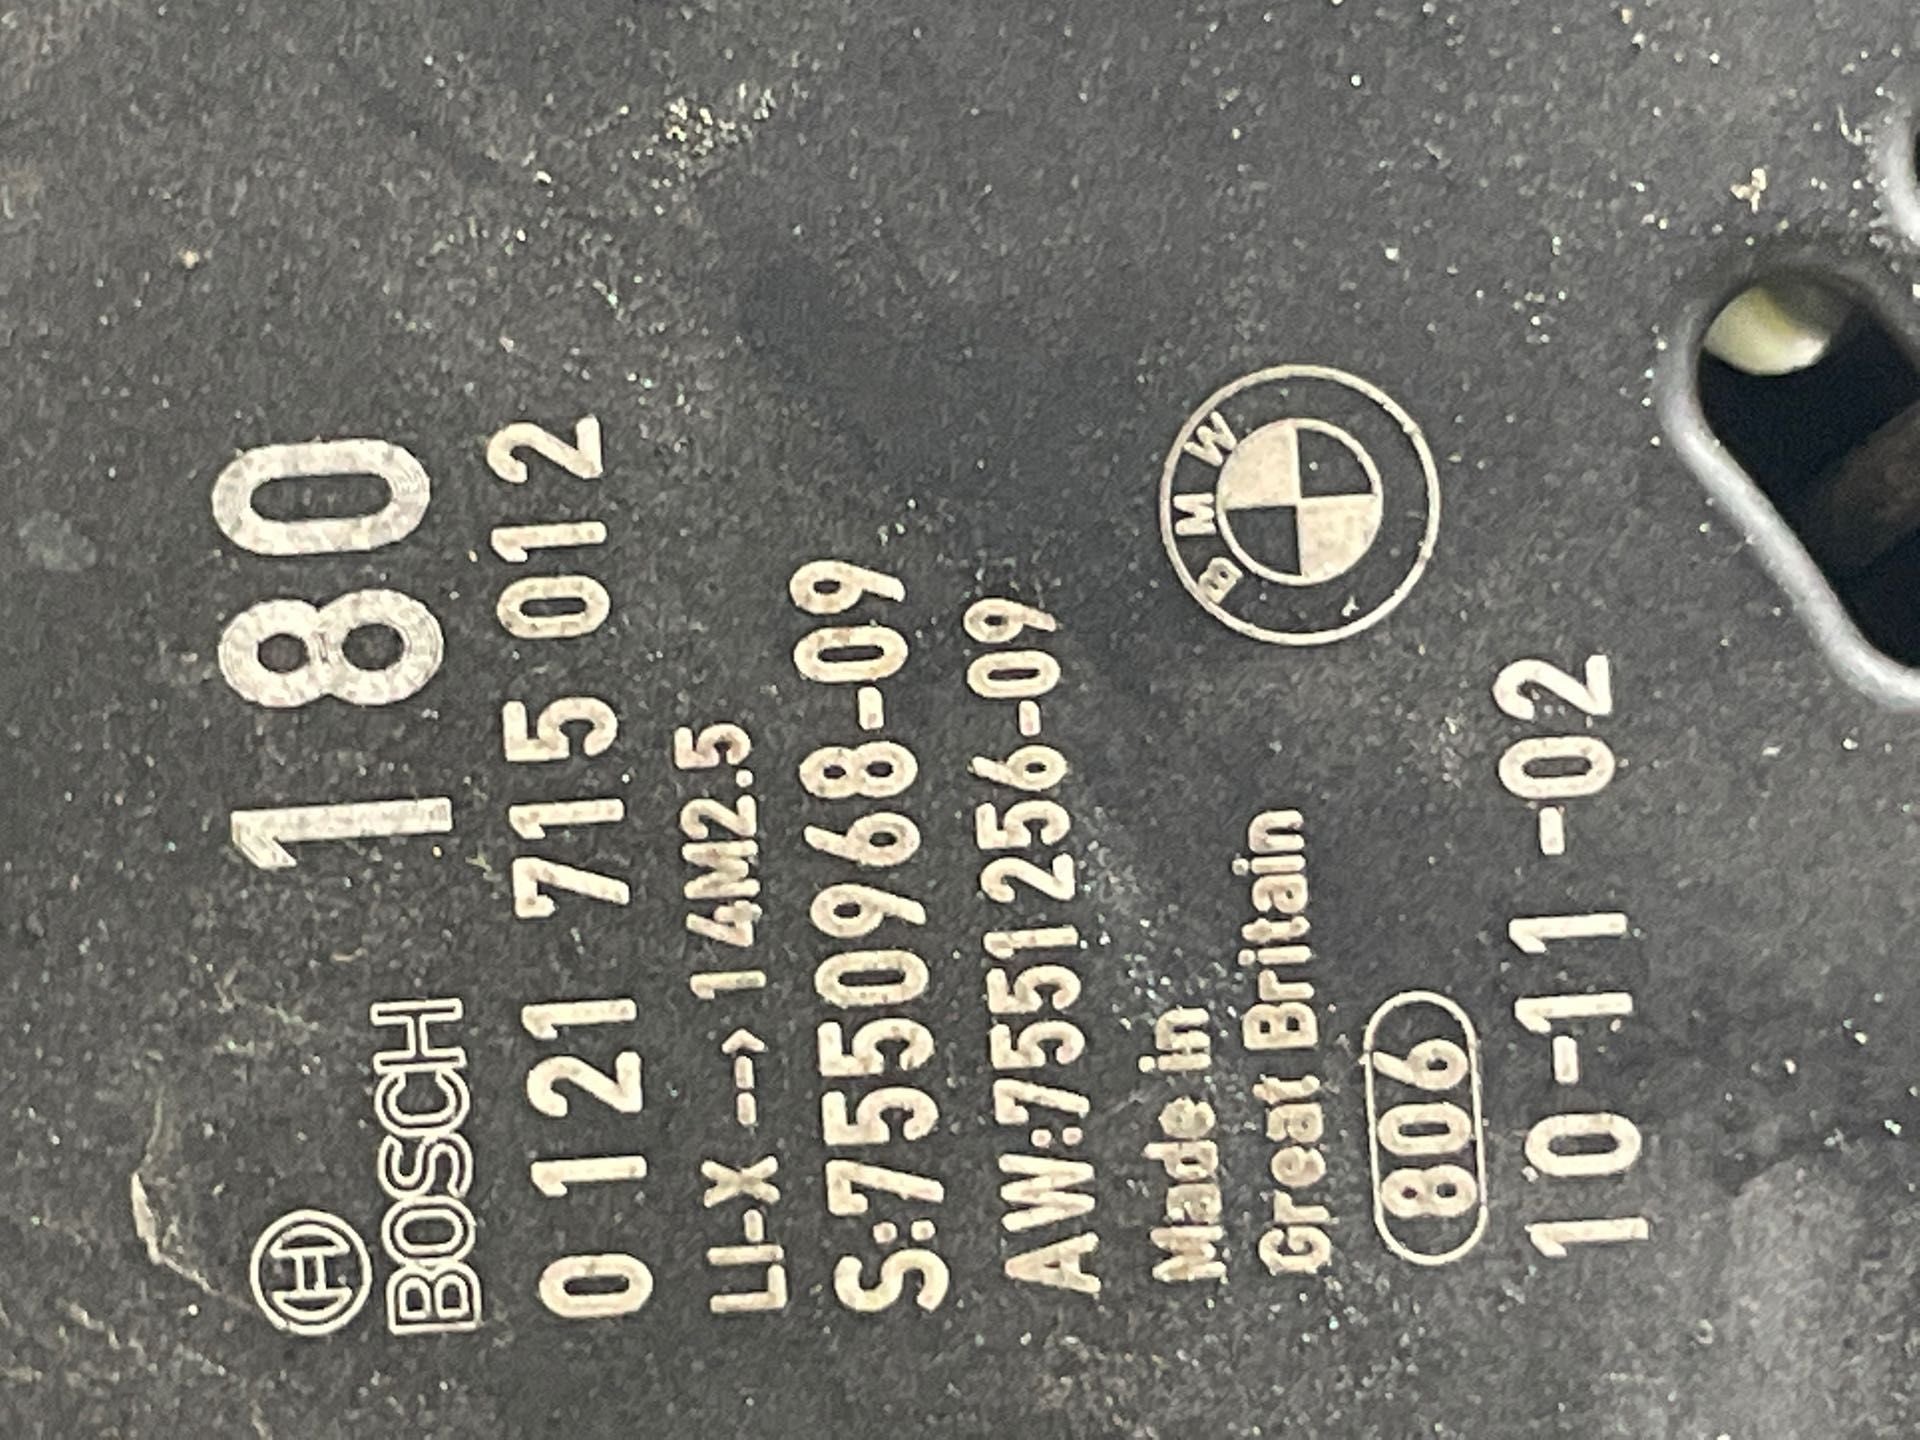 BOSCH 180
0 121 715 012
LI-X --> 14M2.5
S:7550968-09
AW:7551256-09
Made in
Great Britain
BMW
806
10-11-02